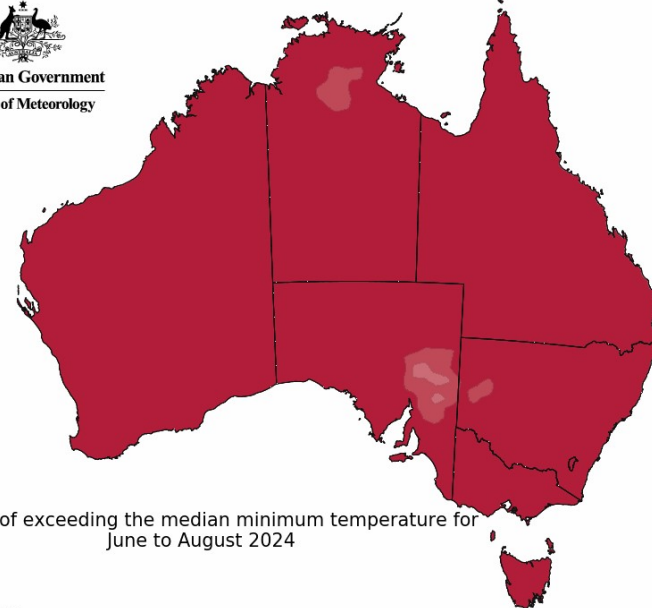 an Government
of Meteorology
of exceeding the median minimum temperature for
June to August 2024